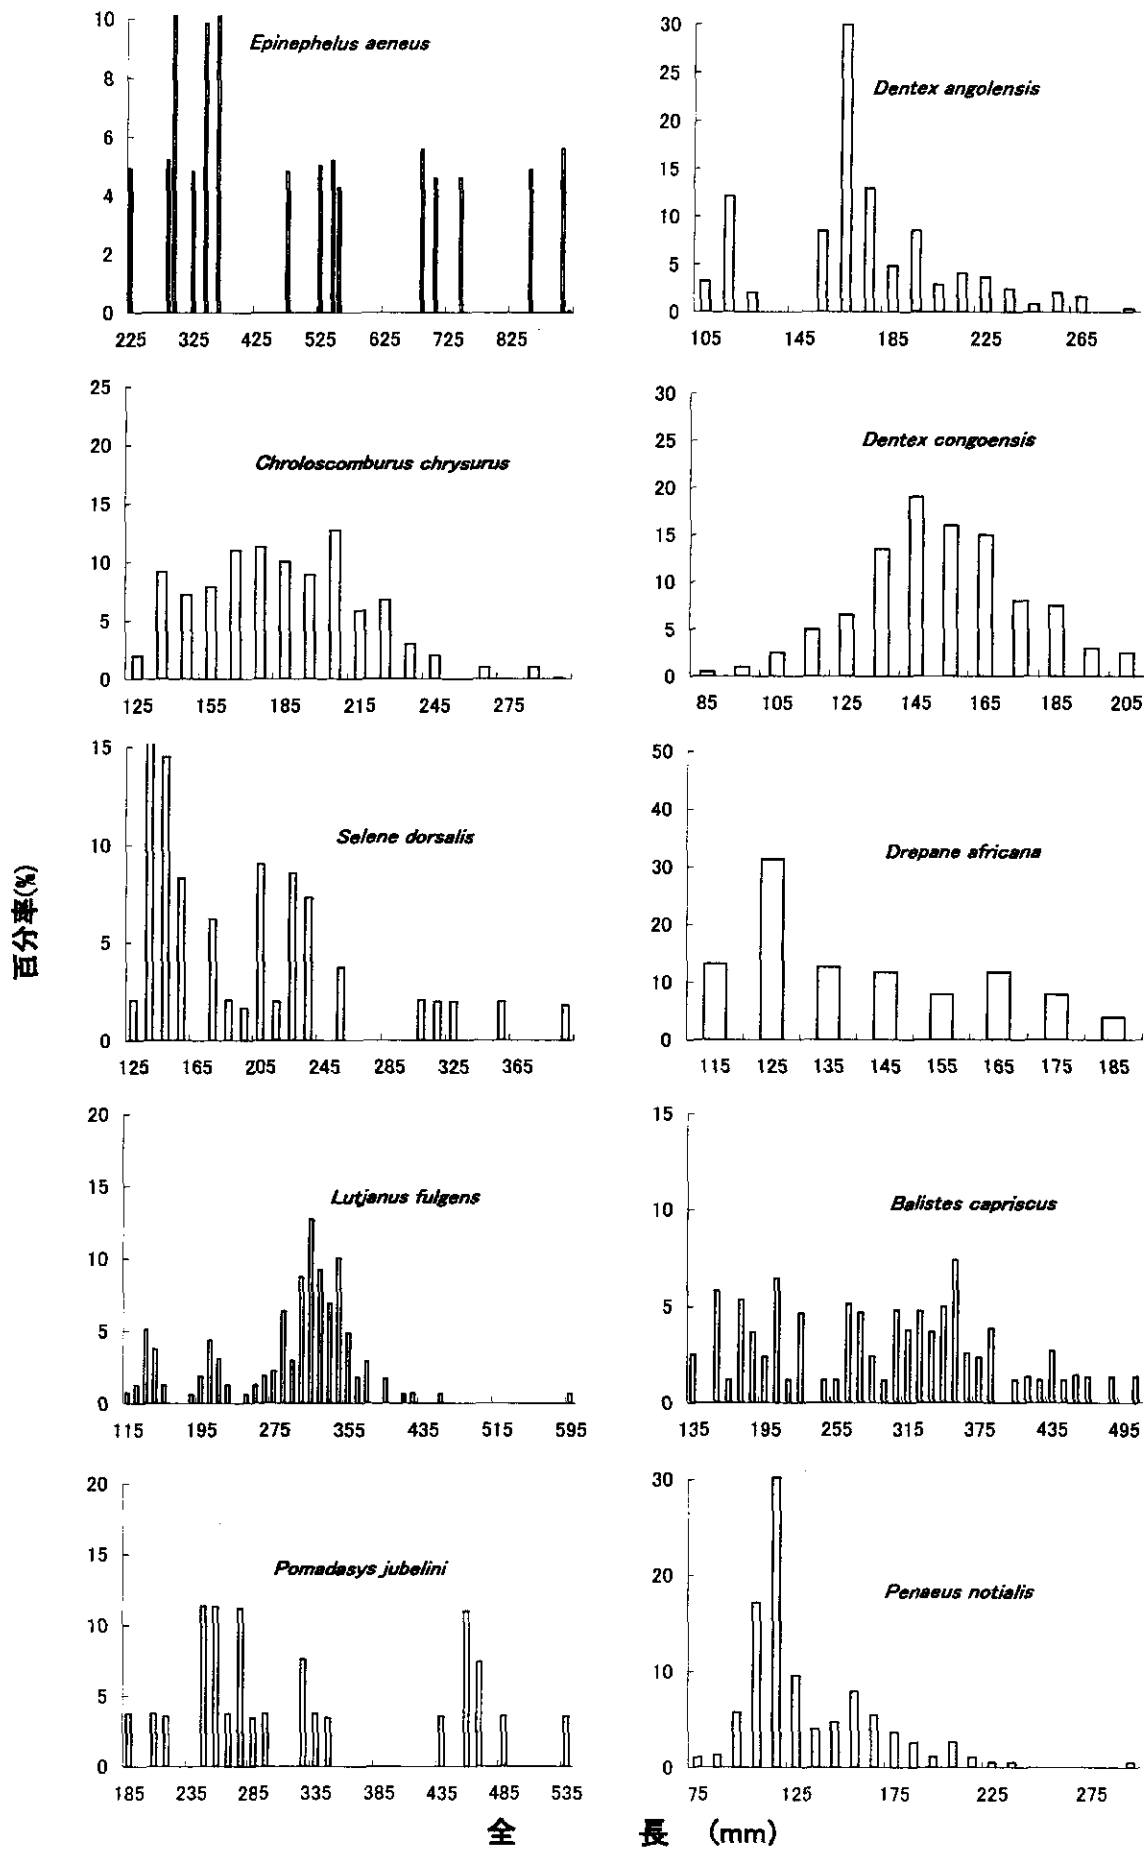 Epinephelus aeneus
10
8
6
4
2
0
225 325 425 525 625 725 825
Dentex angolensis
30
25
20
15
10
5
0
105 145 185 225 265
Chroloscomburus chrysurus
25
20
15
10
5
0
125 155 185 215 245 275
Dentex congoensis
30
25
20
15
10
5
0
85 105 125 145 165 185 205
Selene dorsalis
15
10
5
0
125 165 205 245 285 325 365
Drepane africana
50
40
30
20
10
0
115 125 135 145 155 165 175 185
百分率(%)
Lutjanus fulgens
20
15
10
5
0
115 195 275 355 435 515 595
Balistes capriscus
15
10
5
0
135 195 255 315 375 435 495
Pomadasys jubelini
20
15
10
5
0
185 235 285 335 385 435 485 535
Penaeus notialis
30
20
10
0
75 125 175 225 275
全 長 (mm)